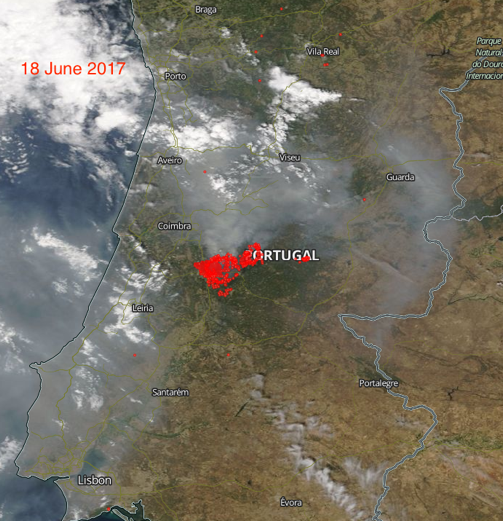 Braga
18 June 2017
Vila Real
Parque
Natural
do Douro
Internacion
Porto
Aveiro
Viseu
Guarda
Coimbra
PORTUGAL
Leiria
Santarém
Portalegre
Lisbon
Évora